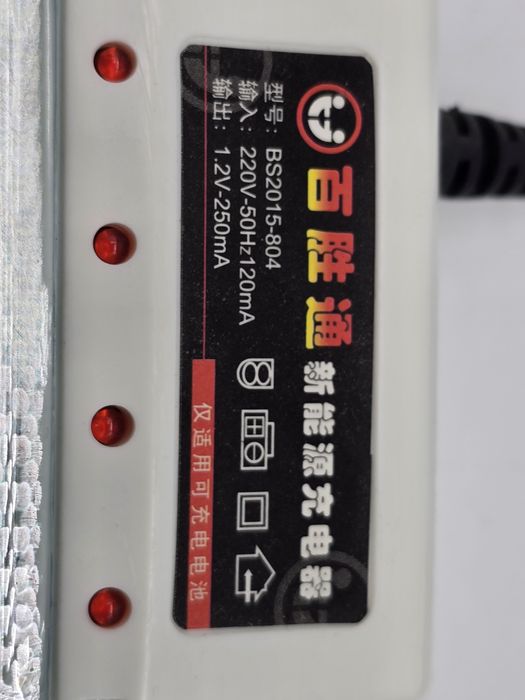 百胜通 新能源充电器
型号：BS2015-804
输入：220V-50Hz120mA
输出：1.2V-250mA
仅适用可充电电池